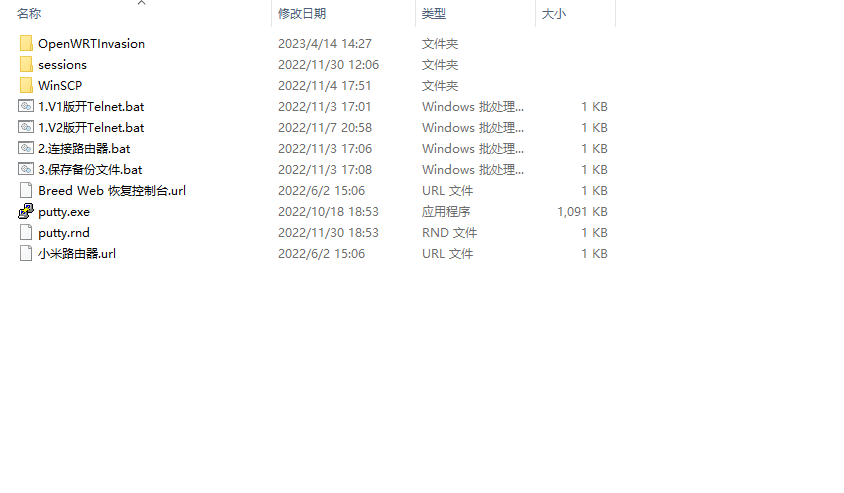 名称 修改日期 类型 大小
OpenWRTInvasion 2023/4/14 14:27 文件夹
sessions 2022/11/30 12:06 文件夹
WinSCP 2022/11/4 17:51 文件夹
1.V1版开Telnet.bat 2022/11/3 17:01 Windows 批处理... 1 KB
1.V2版开Telnet.bat 2022/11/7 20:58 Windows 批处理... 1 KB
2.连接路由器.bat 2022/11/3 17:06 Windows 批处理... 1 KB
3.保存备份文件.bat 2022/11/3 17:08 Windows 批处理... 1 KB
Breed Web 恢复控制台.url 2022/6/2 15:06 URL 文件 1 KB
putty.exe 2022/10/18 18:53 应用程序 1,091 KB
putty.rnd 2022/11/30 18:53 RND 文件 1 KB
小米路由器.url 2022/6/2 15:06 URL 文件 1 KB